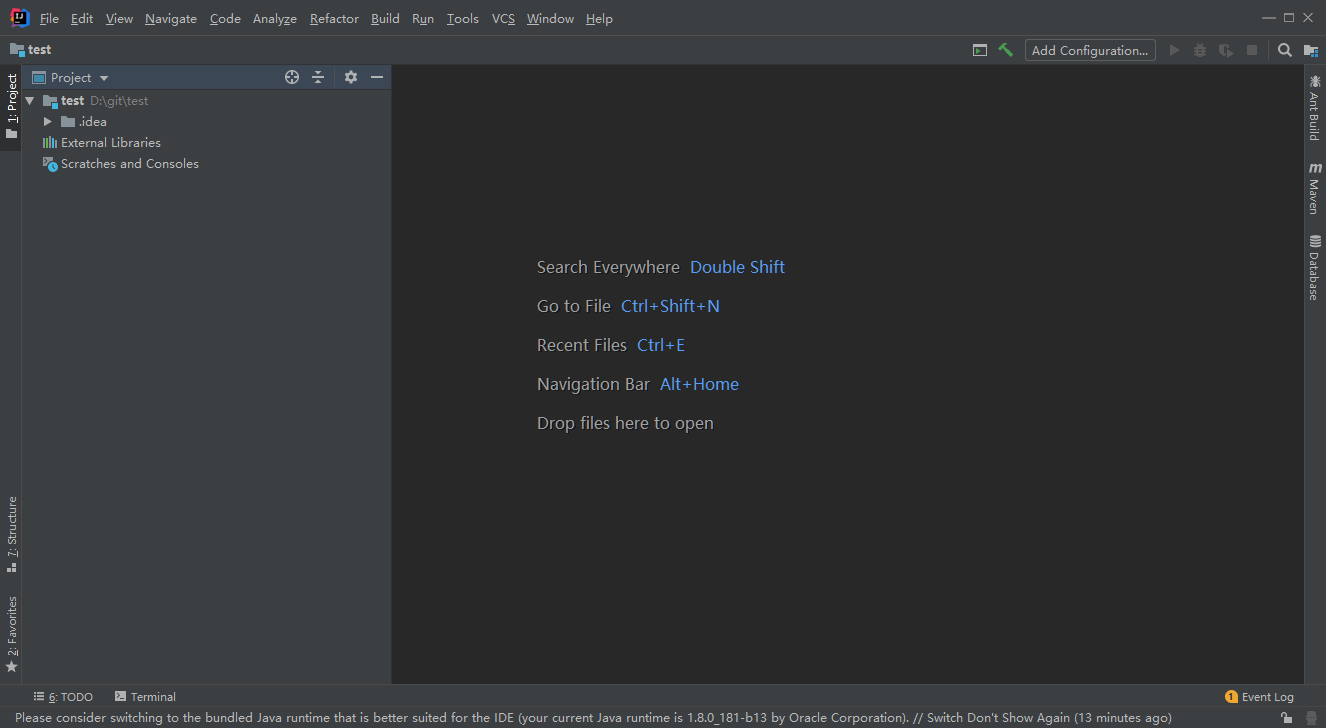 File Edit View Navigate Code Analyze Refactor Build Run Tools VCS Window Help
test
Add Configuration...
1: Project
Project
test D:\git\test
.idea
External Libraries
Scratches and Consoles
Search Everywhere Double Shift
Go to File Ctrl+Shift+N
Recent Files Ctrl+E
Navigation Bar Alt+Home
Drop files here to open
Ant Build
m Maven
Database
7: Structure
2: Favorites
6: TODO Terminal
1 Event Log
Please consider switching to the bundled Java runtime that is better suited for the IDE (your current Java runtime is 1.8.0_181-b13 by Oracle Corporation). // Switch Don't Show Again (13 minutes ago)